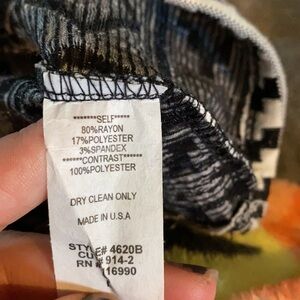 *********SELF*****
80%RAYON
17%POLYESTER
3%SPANDEX
*******CONTRAST******
100%POLYESTER
DRY CLEAN ONLY
MADE IN U.S.A
STYLE# 4620B
914-2
RN #
116990